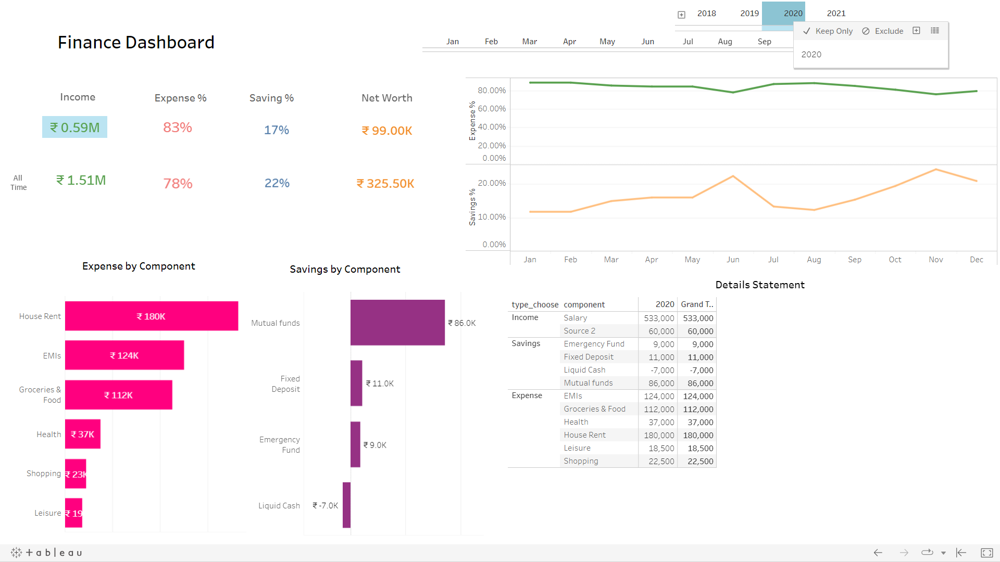 2018 2019 2020 2021
Keep Only Exclude
2020
Finance Dashboard
Jan Feb Mar Apr May Jun Jul Aug Sep
Income Expense % Saving % Net Worth
₹ 0.59M 83% 17% ₹ 99.00K
All
Time
₹ 1.51M 78% 22% ₹ 325.50K
Expense %
80.00%
60.00%
40.00%
20.00%
0.00%
Savings %
20.00%
10.00%
0.00%
Jan Feb Mar Apr May Jun Jul Aug Sep Oct Nov Dec
Expense by Component
House Rent ₹ 180K
EMIs ₹ 124K
Groceries &
Food
₹ 112K
Health ₹ 37K
Shopping ₹ 23K
Leisure ₹ 19
Savings by Component
Mutual funds ₹ 86.0K
Fixed
Deposit
₹ 11.0K
Emergency
Fund
₹ 9.0K
Liquid Cash ₹ -7.0K
Details Statement
type_choose component 2020 Grand T..
Income Salary 533,000 533,000
Source 2 60,000 60,000
Savings Emergency Fund 9,000 9,000
Fixed Deposit 11,000 11,000
Liquid Cash -7,000 -7,000
Mutual funds 86,000 86,000
Expense EMIs 124,000 124,000
Groceries & Food 112,000 112,000
Health 37,000 37,000
House Rent 180,000 180,000
Leisure 18,500 18,500
Shopping 22,500 22,500
+ableau